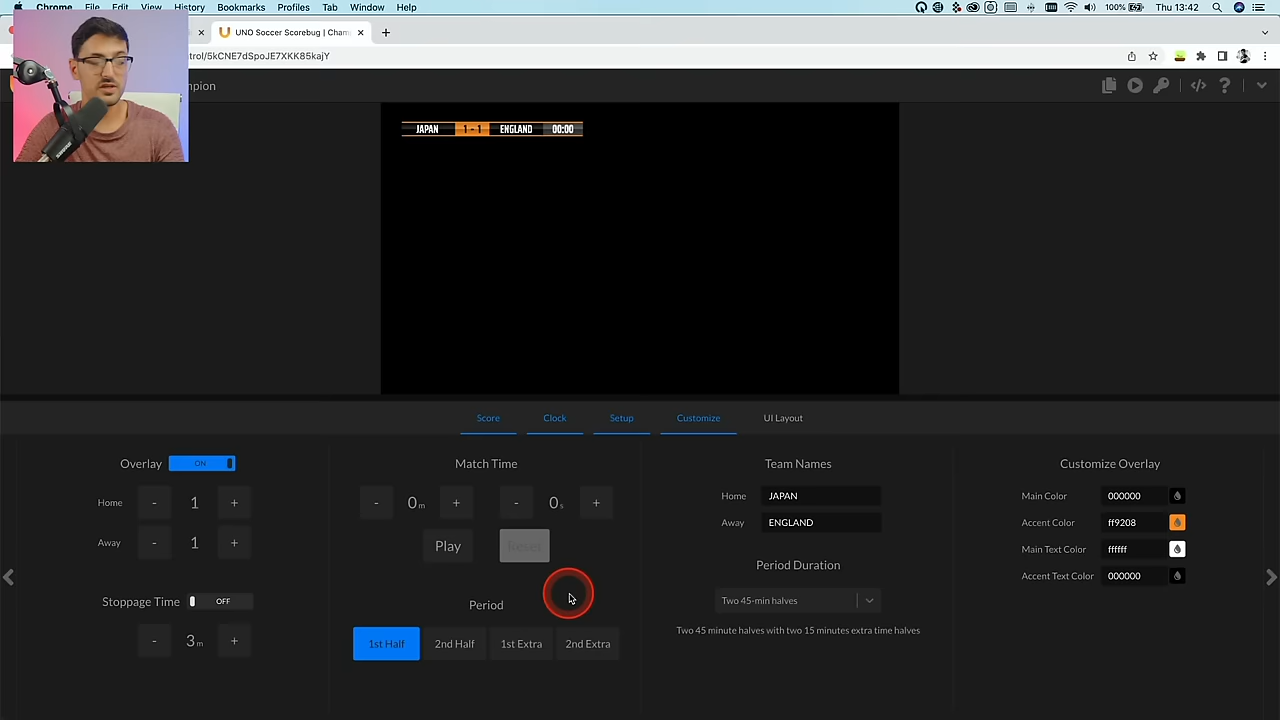 Chrome File Edit View History Bookmarks Profiles Tab Window Help 100% Thu 13:42
UNO Soccer Scorebug | Cham
trol/5kCNE7dSpoJE7XKK85kajY
mpion
JAPAN 1 - 1 ENGLAND 00:00
Score Clock Setup Customize UI Layout
Overlay ON
Home - 1 +
Away - 1 +
Stoppage Time OFF
- 3m +
Match Time
- 0m + - 0s +
Play Reset
Period
1st Half 2nd Half 1st Extra 2nd Extra
Team Names
Home JAPAN
Away ENGLAND
Period Duration
Two 45-min halves
Two 45 minute halves with two 15 minutes extra time halves
Customize Overlay
Main Color 000000
Accent Color ff9208
Main Text Color ffffff
Accent Text Color 000000